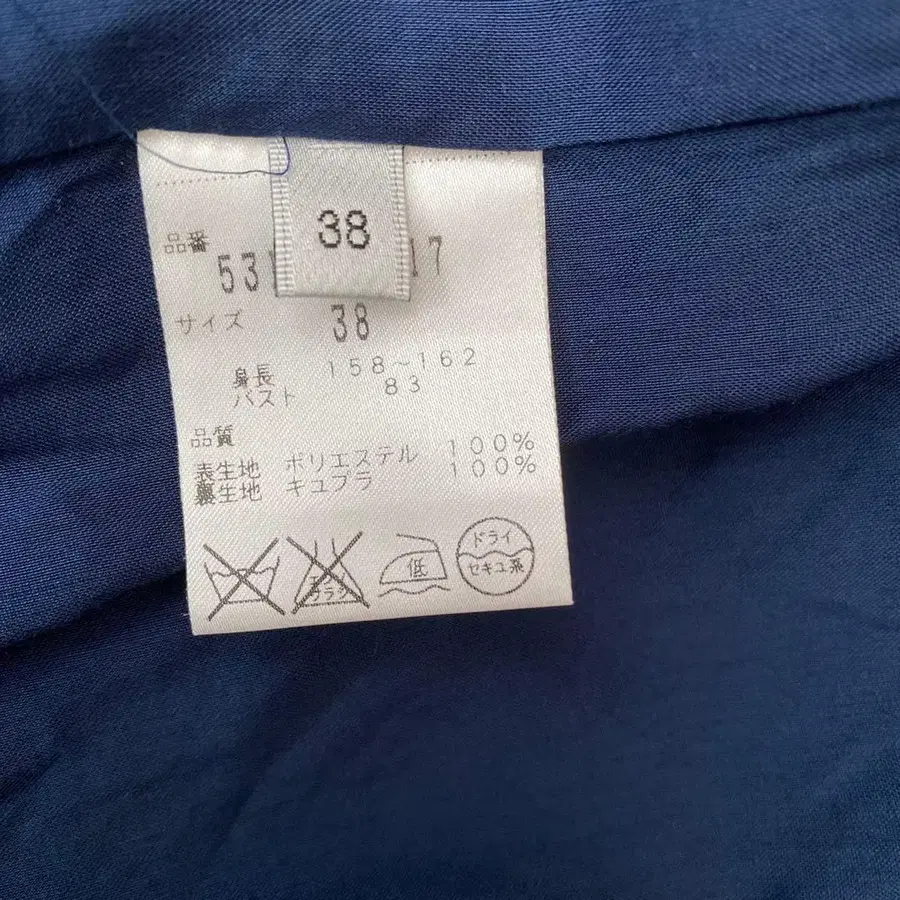 38
品番
53 17
サイズ 38
身長 158~162
バスト 83
品質
表生地 ポリエステル 100%
裏生地 キュプラ 100%
低
ドライ
セキユ系